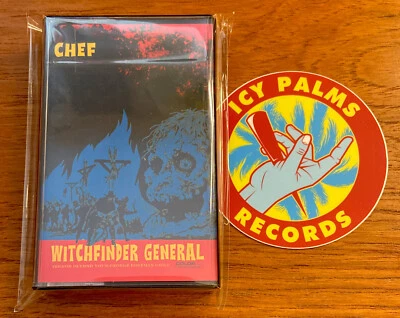 CHEF
WITCHFINDER GENERAL
ICY PALMS
RECORDS